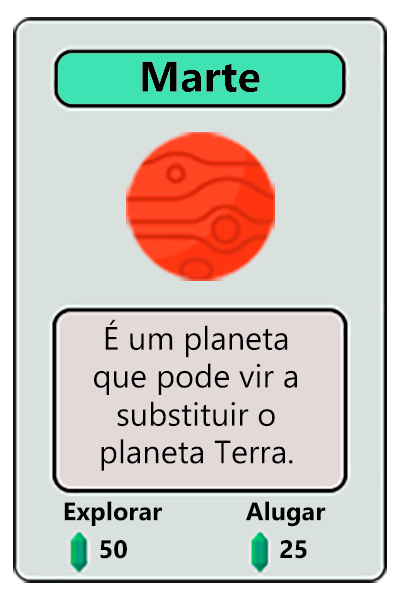 Marte
É um planeta
que pode vir a
substituir o
planeta Terra.
Explorar Alugar
50 25